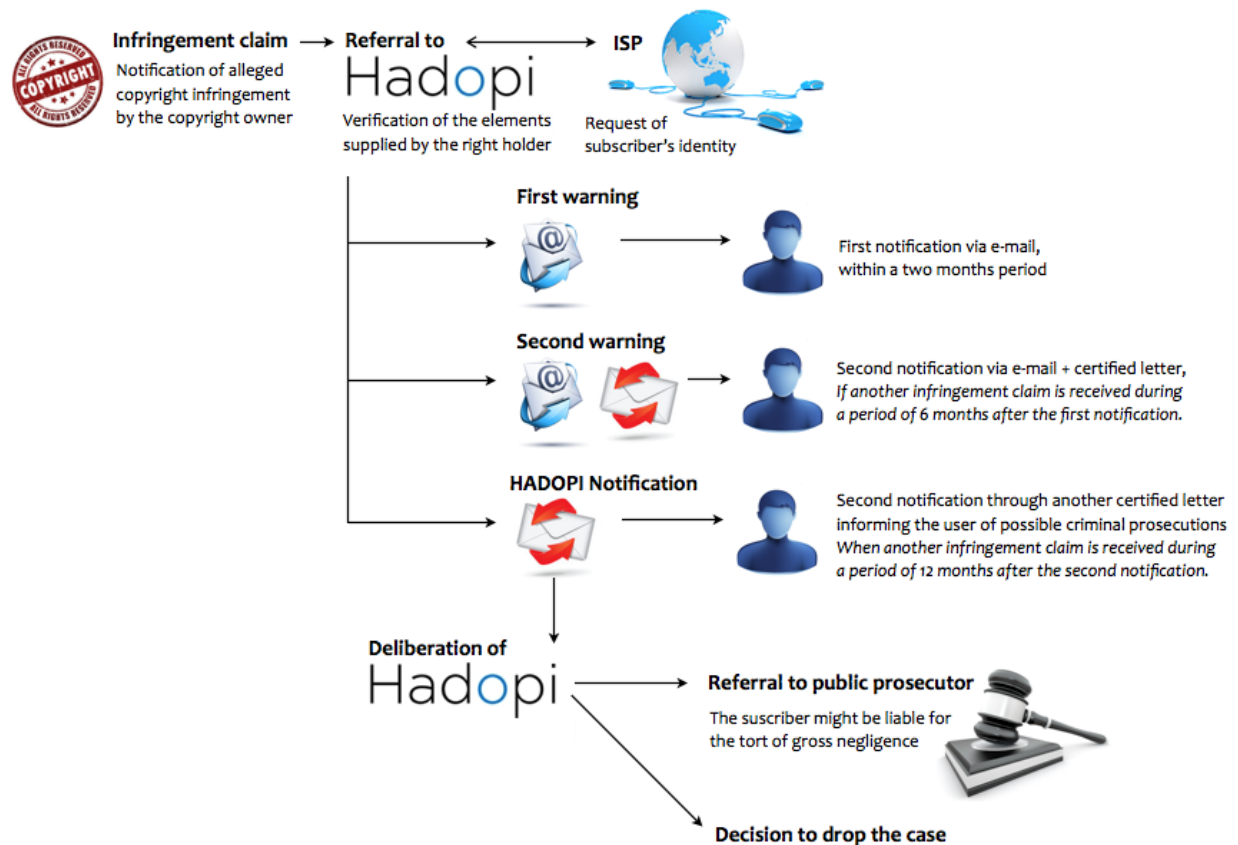 ALL RIGHTS RESERVED
COPYRIGHT
ALL RIGHTS RESERVED
Infringement claim
Notification of alleged
copyright infringement
by the copyright owner
Referral to
Hadopi
Verification of the elements
supplied by the right holder
ISP
Request of
subscriber's identity
First warning
@
First notification via e-mail,
within a two months period
Second warning
@
Second notification via e-mail + certified letter,
If another infringement claim is received during
a period of 6 months after the first notification.
HADOPI Notification
Second notification through another certified letter
informing the user of possible criminal prosecutions
When another infringement claim is received during
a period of 12 months after the second notification.
Deliberation of
Hadopi
Referral to public prosecutor
The suscriber might be liable for
the tort of gross negligence
Decision to drop the case